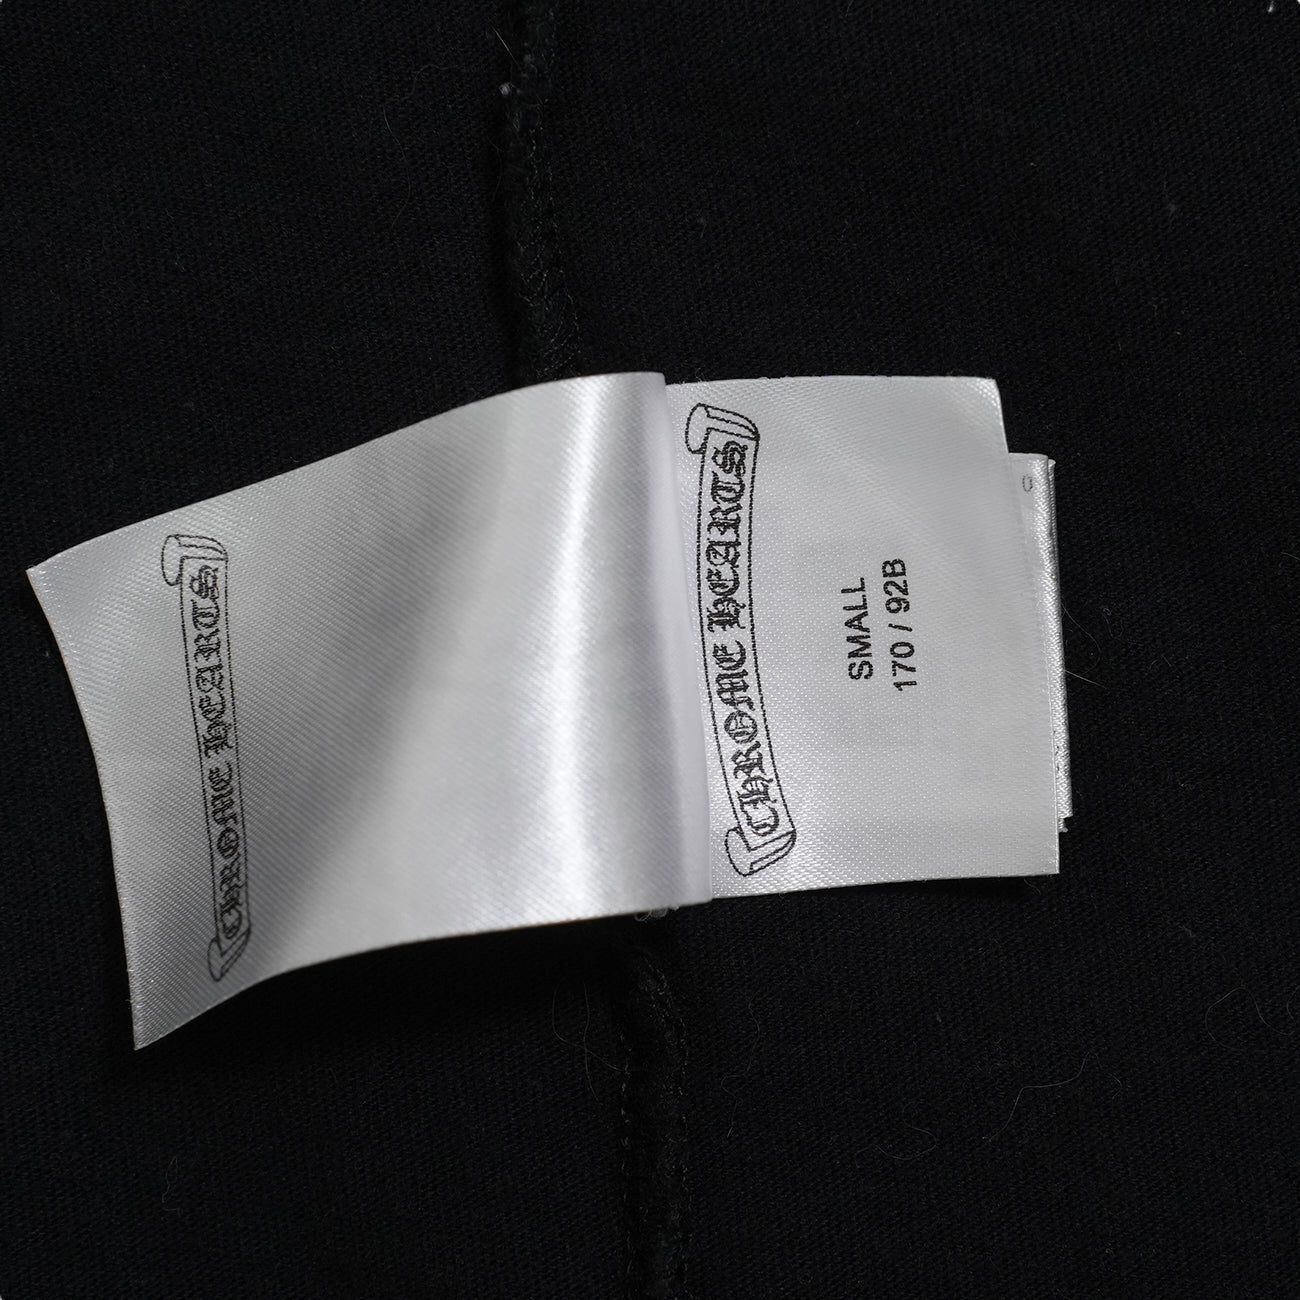 CHROME HEARTS
CHROME HEARTS
SMALL
170 / 92B